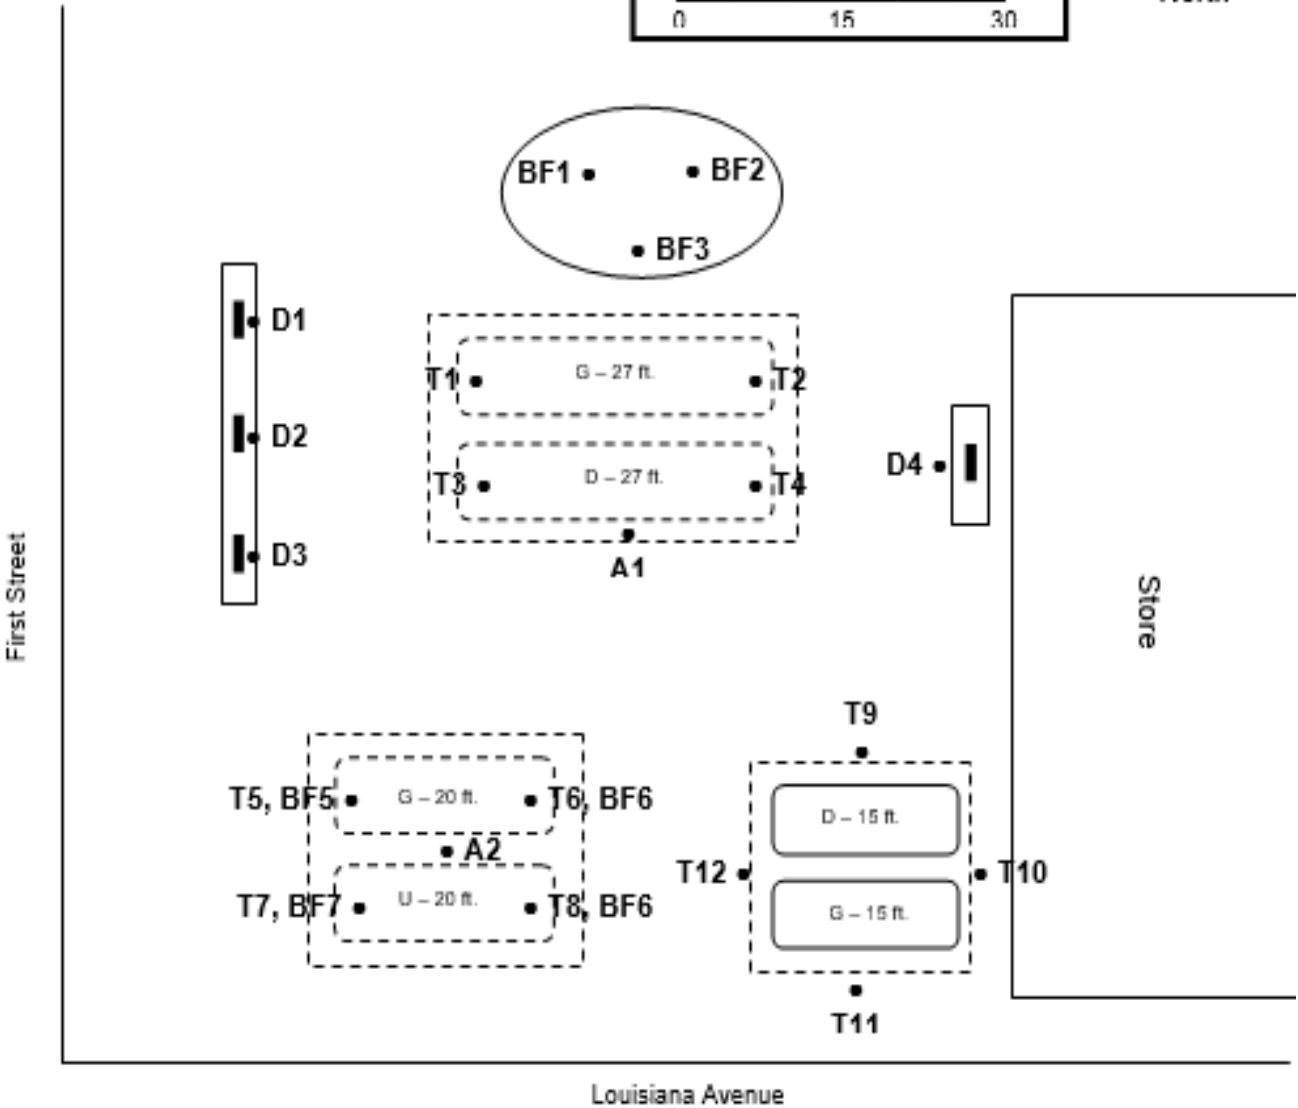 0 15 30
BF1 BF2
BF3
D1
T1 G – 27 ft. T2
D2
T3 D – 27 ft. T4
D4
D3
A1
First Street
Store
T9
T5, BF5 G – 20 ft. T6, BF6
D – 15 ft.
A2
T12 T10
T7, BF7 U – 20 ft. T8, BF6
G – 15 ft.
T11
Louisiana Avenue